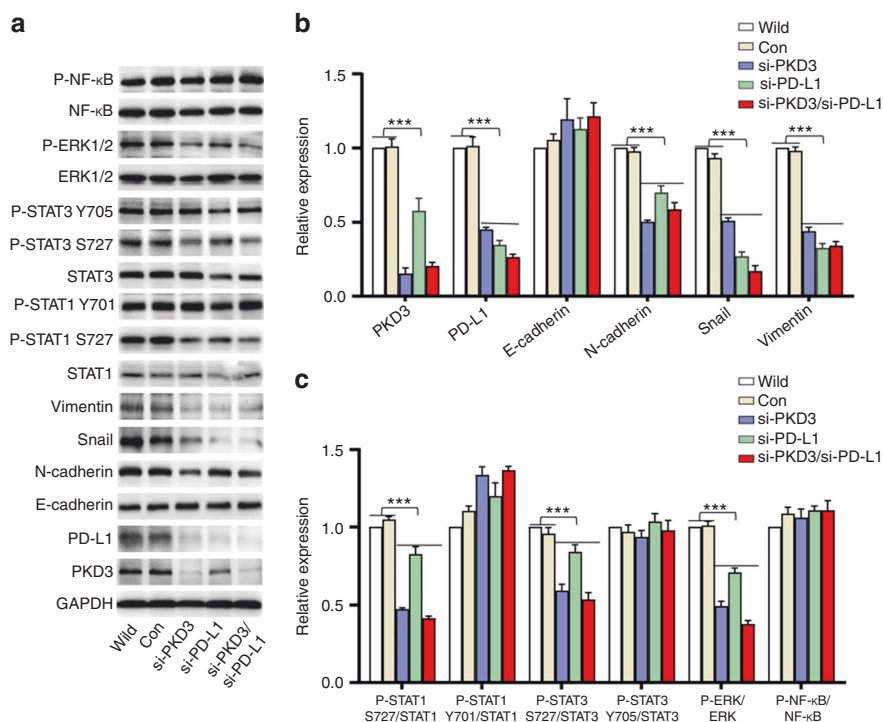 a
P-NF-κB
NF-κB
P-ERK1/2
ERK1/2
P-STAT3 Y705
P-STAT3 S727
STAT3
P-STAT1 Y701
P-STAT1 S727
STAT1
Vimentin
Snail
N-cadherin
E-cadherin
PD-L1
PKD3
GAPDH
Wild
Con
si-PKD3
si-PD-L1
si-PKD3/
si-PD-L1
b
Wild
Con
si-PKD3
si-PD-L1
si-PKD3/si-PD-L1
Relative expression
1.5
1.0
0.5
0.0
*** *** *** *** ***
PKD3
PD-L1
E-cadherin
N-cadherin
Snail
Vimentin
c
Wild
Con
si-PKD3
si-PD-L1
si-PKD3/si-PD-L1
Relative expression
1.5
1.0
0.5
0.0
*** *** ***
P-STAT1
S727/STAT1
P-STAT1
Y701/STAT1
P-STAT3
S727/STAT3
P-STAT3
Y705/STAT3
P-ERK/
ERK
P-NF-κB/
NF-κB